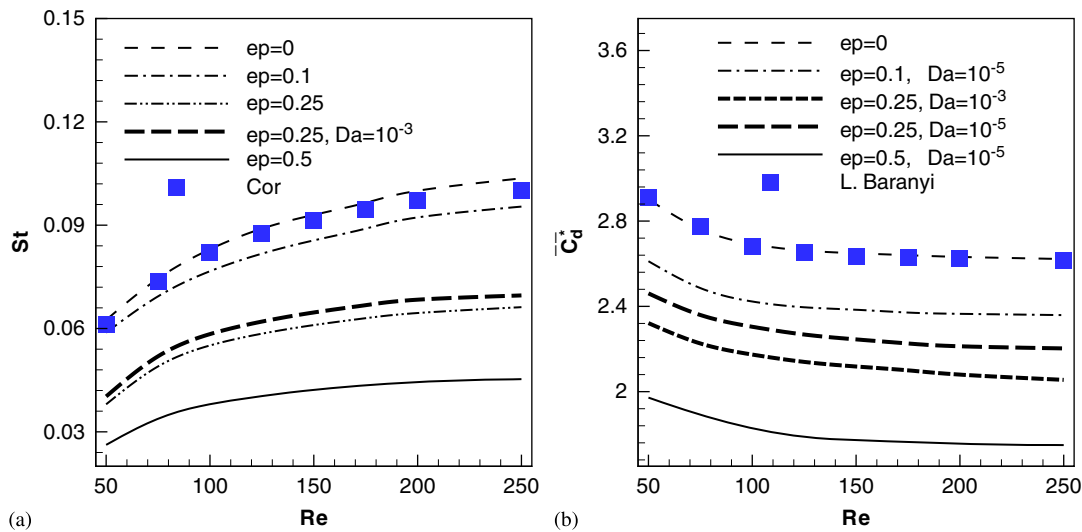 0.15
0.12
0.09
0.06
0.03
St
ep=0
ep=0.1
ep=0.25
ep=0.25, Da=10⁻³
ep=0.5
Cor
50 100 150 200 250
Re
(a)
3.6
3.2
2.8
2.4
2
C̅d*
ep=0
ep=0.1, Da=10⁻⁵
ep=0.25, Da=10⁻³
ep=0.25, Da=10⁻⁵
ep=0.5, Da=10⁻⁵
L. Baranyi
50 100 150 200 250
Re
(b)